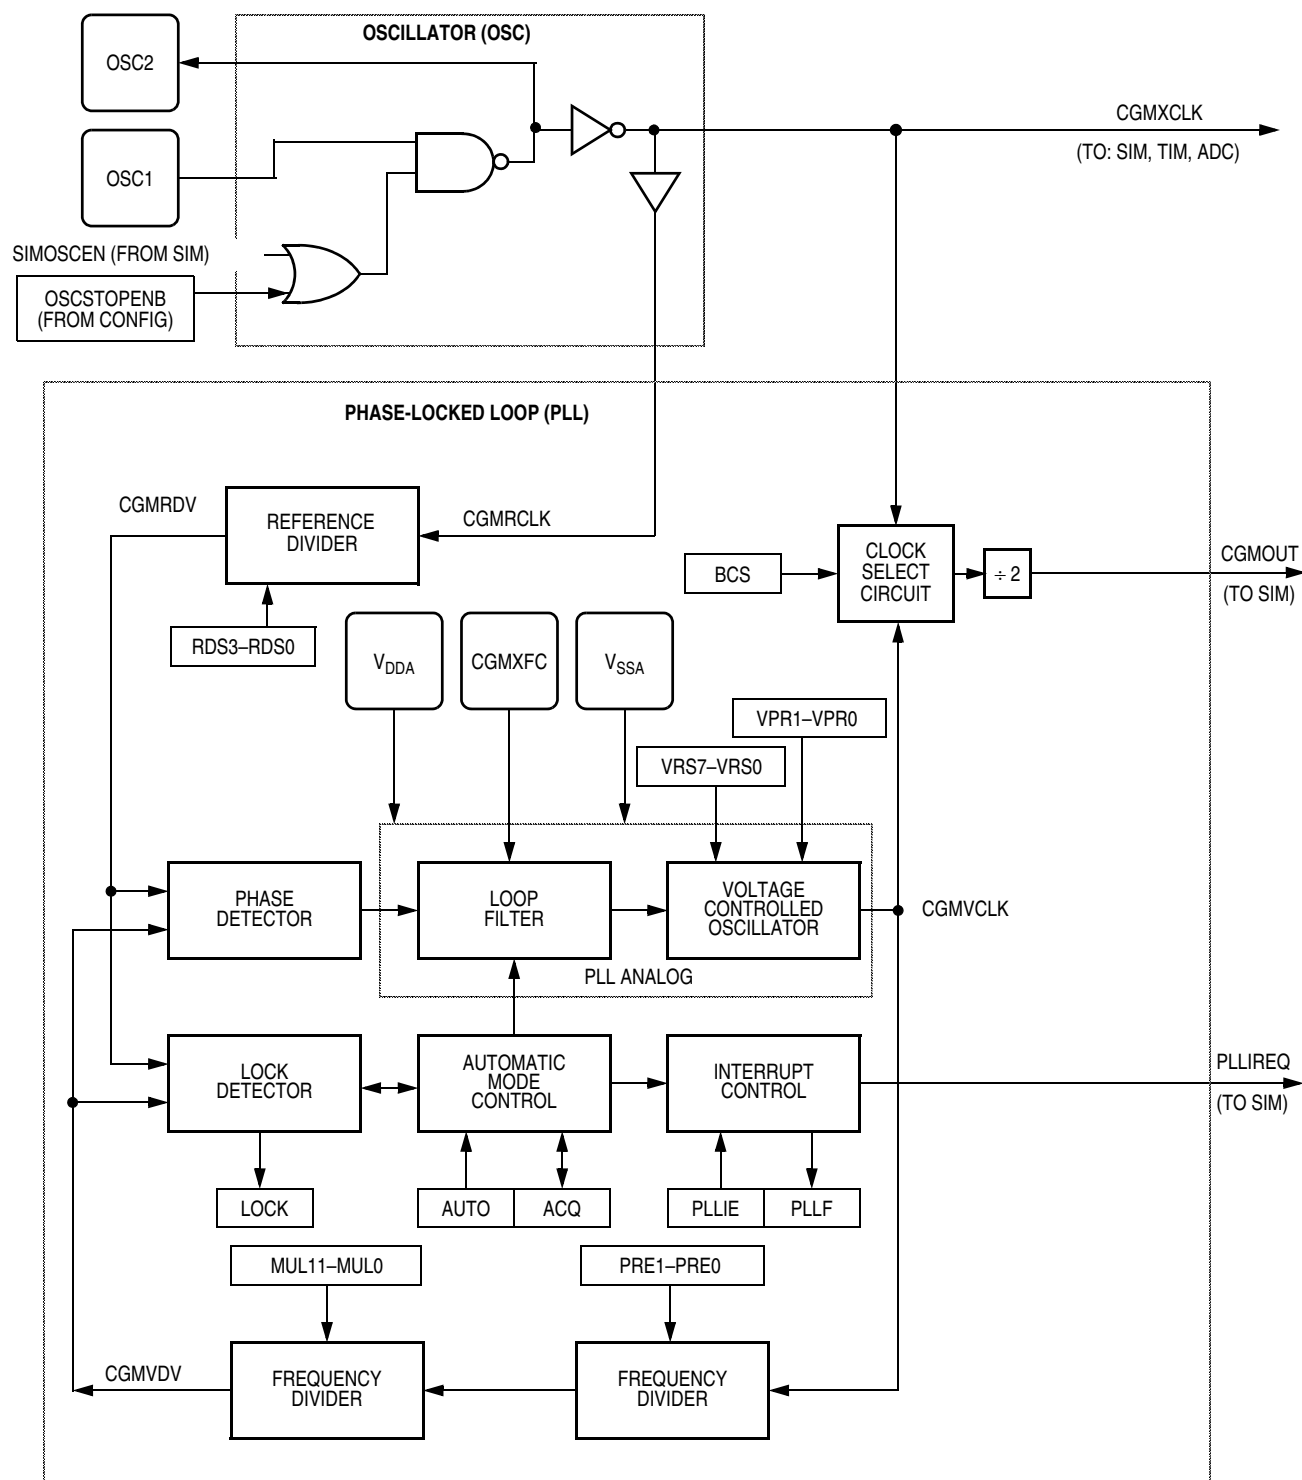 OSCILLATOR (OSC)
OSC2
CGMXCLK
(TO: SIM, TIM, ADC)
OSC1
SIMOSCEN (FROM SIM)
OSCSTOPENB
(FROM CONFIG)
PHASE-LOCKED LOOP (PLL)
CGMRDV
REFERENCE
DIVIDER
CGMRCLK
CLOCK
SELECT
CIRCUIT
BCS
÷ 2
CGMOUT
(TO SIM)
RDS3–RDS0
VDDA
CGMXFC
VSSA
VPR1–VPR0
VRS7–VRS0
PHASE
DETECTOR
LOOP
FILTER
VOLTAGE
CONTROLLED
OSCILLATOR
CGMVCLK
PLL ANALOG
LOCK
DETECTOR
AUTOMATIC
MODE
CONTROL
INTERRUPT
CONTROL
PLLIREQ
(TO SIM)
LOCK
AUTO
ACQ
PLLIE
PLLF
MUL11–MUL0
PRE1–PRE0
CGMVDV
FREQUENCY
DIVIDER
FREQUENCY
DIVIDER